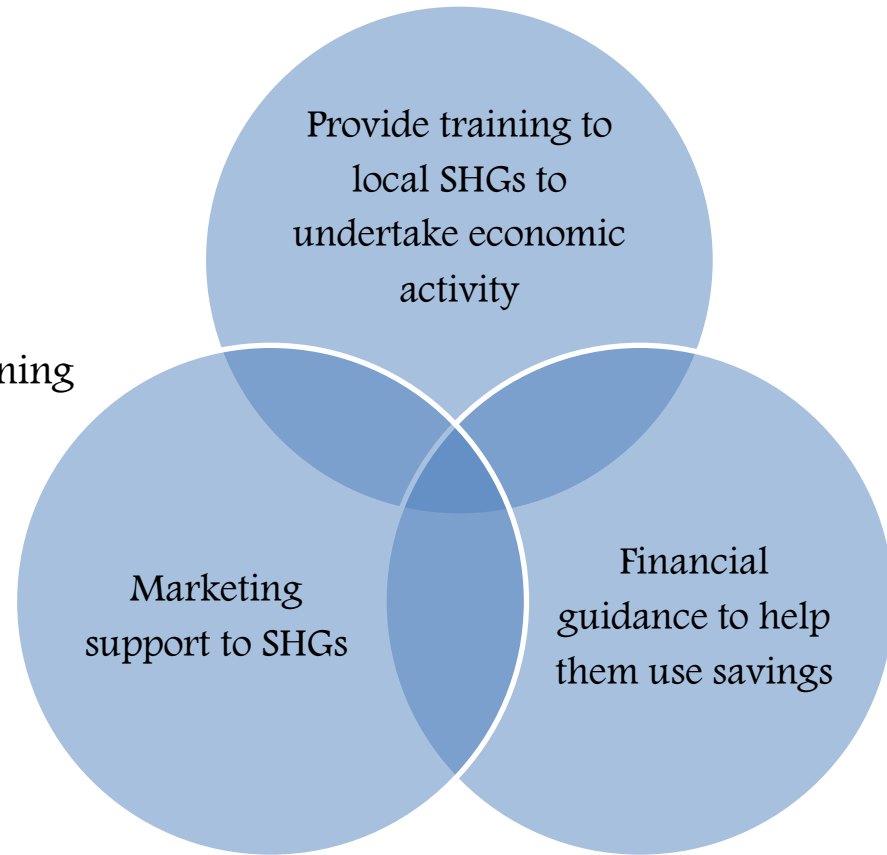 Provide training to
local SHGs to
undertake economic
activity
ning
Marketing
support to SHGs
Financial
guidance to help
them use savings